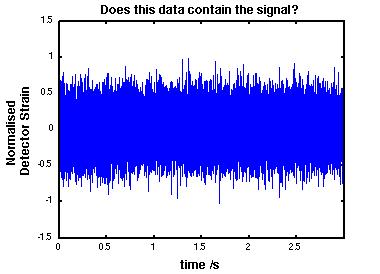 Does this data contain the signal?
1.5
1
0.5
0
-0.5
-1
-1.5
Normalised
Detector Strain
0 0.5 1 1.5 2 2.5
time /s